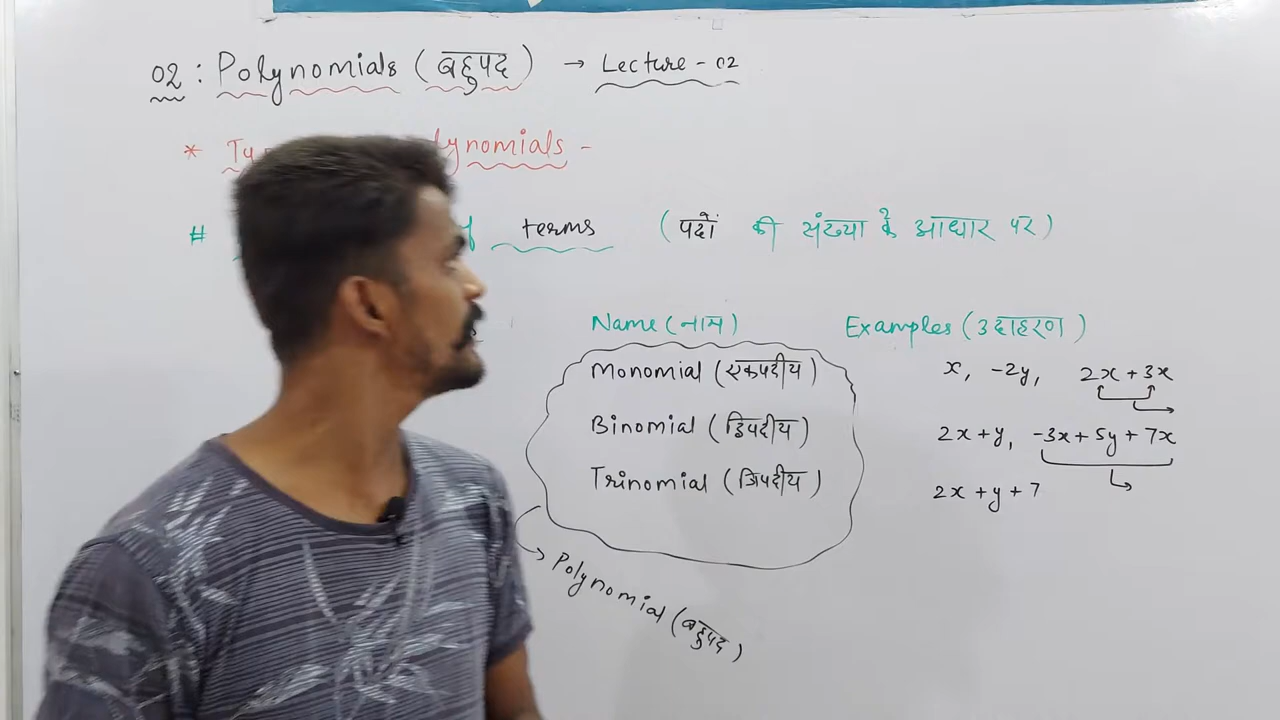 02 : Polynomials (बहुपद) → Lecture - 02
* Ty lynomials -
# f terms (पदों की संख्या के आधार पर)
Name (नाम) Examples (उदाहरण)
Monomial (एकपदीय) x, -2y, 2x + 3x
Binomial (द्विपदीय) 2x + y, -3x + 5y + 7x
Trinomial (त्रिपदीय) 2x + y + 7
→ Polynomial (बहुपद)